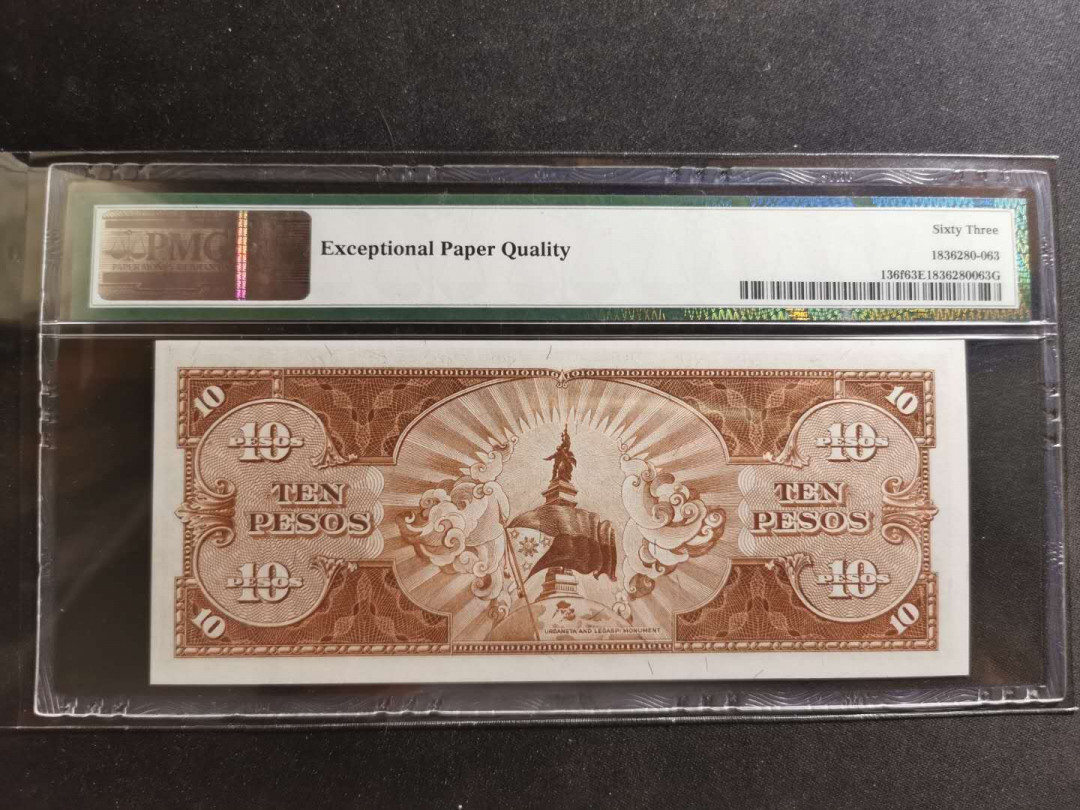 PMG
Exceptional Paper Quality
Sixty Three
1836280-063
136f63E1836280063G
10
10
10
PESOS
10
PESOS
TEN
PESOS
TEN
PESOS
10
PESOS
10
PESOS
10
10
URDANETA AND LEGASPI MONUMENT